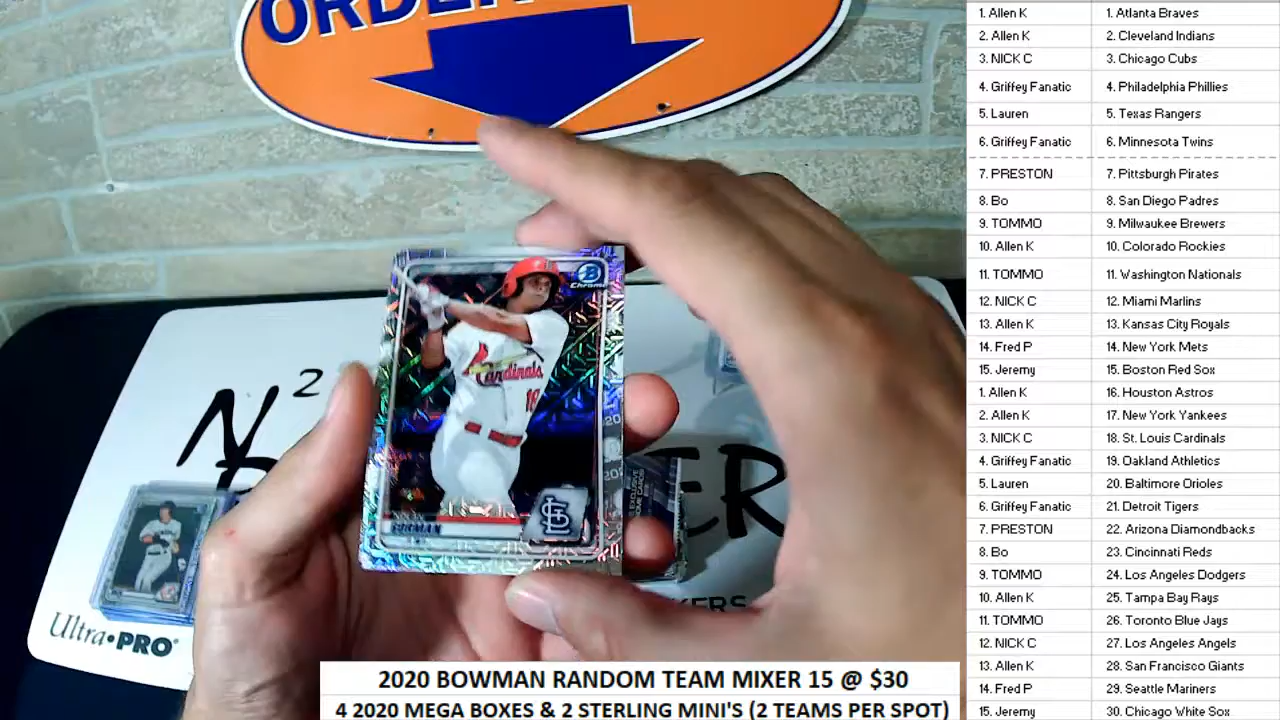 ORDER
1. Allen K 1. Atlanta Braves
2. Allen K 2. Cleveland Indians
3. NICK C 3. Chicago Cubs
4. Griffey Fanatic 4. Philadelphia Phillies
5. Lauren 5. Texas Rangers
6. Griffey Fanatic 6. Minnesota Twins
7. PRESTON 7. Pittsburgh Pirates
8. Bo 8. San Diego Padres
9. TOMMO 9. Milwaukee Brewers
10. Allen K 10. Colorado Rockies
11. TOMMO 11. Washington Nationals
12. NICK C 12. Miami Marlins
13. Allen K 13. Kansas City Royals
14. Fred P 14. New York Mets
15. Jeremy 15. Boston Red Sox
1. Allen K 16. Houston Astros
2. Allen K 17. New York Yankees
3. NICK C 18. St. Louis Cardinals
4. Griffey Fanatic 19. Oakland Athletics
5. Lauren 20. Baltimore Orioles
6. Griffey Fanatic 21. Detroit Tigers
7. PRESTON 22. Arizona Diamondbacks
8. Bo 23. Cincinnati Reds
9. TOMMO 24. Los Angeles Dodgers
10. Allen K 25. Tampa Bay Rays
11. TOMMO 26. Toronto Blue Jays
12. NICK C 27. Los Angeles Angels
13. Allen K 28. San Francisco Giants
14. Fred P 29. Seattle Mariners
15. Jeremy 30. Chicago White Sox
B
Chrome
Cardinals
GORMAN
STL
N2
ER
KERS
Ultra•PRO
2020 BOWMAN RANDOM TEAM MIXER 15 @ $30
4 2020 MEGA BOXES & 2 STERLING MINI'S (2 TEAMS PER SPOT)